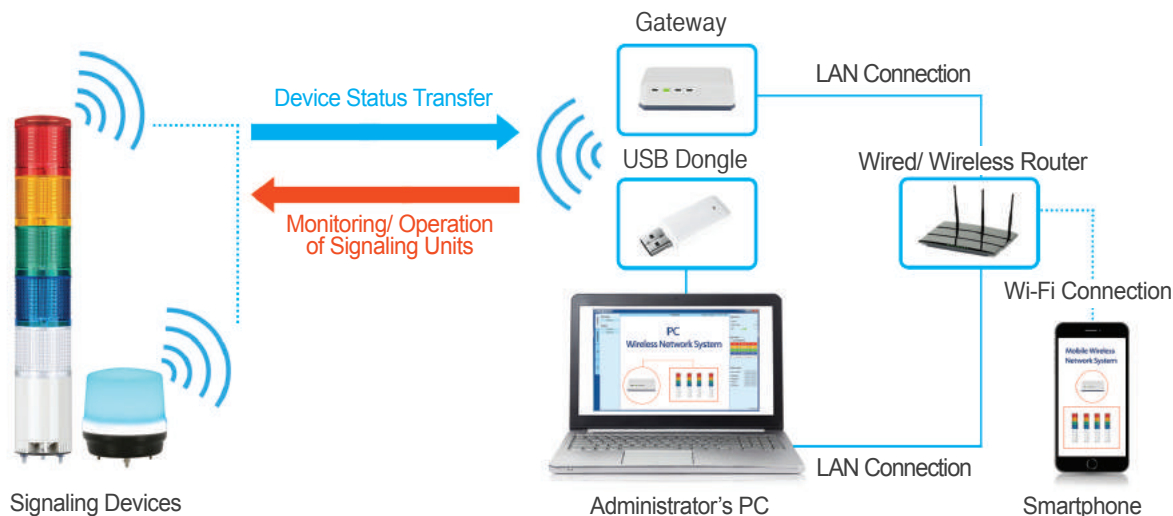 Gateway
LAN Connection
Device Status Transfer
USB Dongle
Wired/ Wireless Router
Monitoring/ Operation
of Signaling Units
Wi-Fi Connection
PC
Wireless Network System
Mobile Wireless
Network System
LAN Connection
Signaling Devices
Administrator's PC
Smartphone